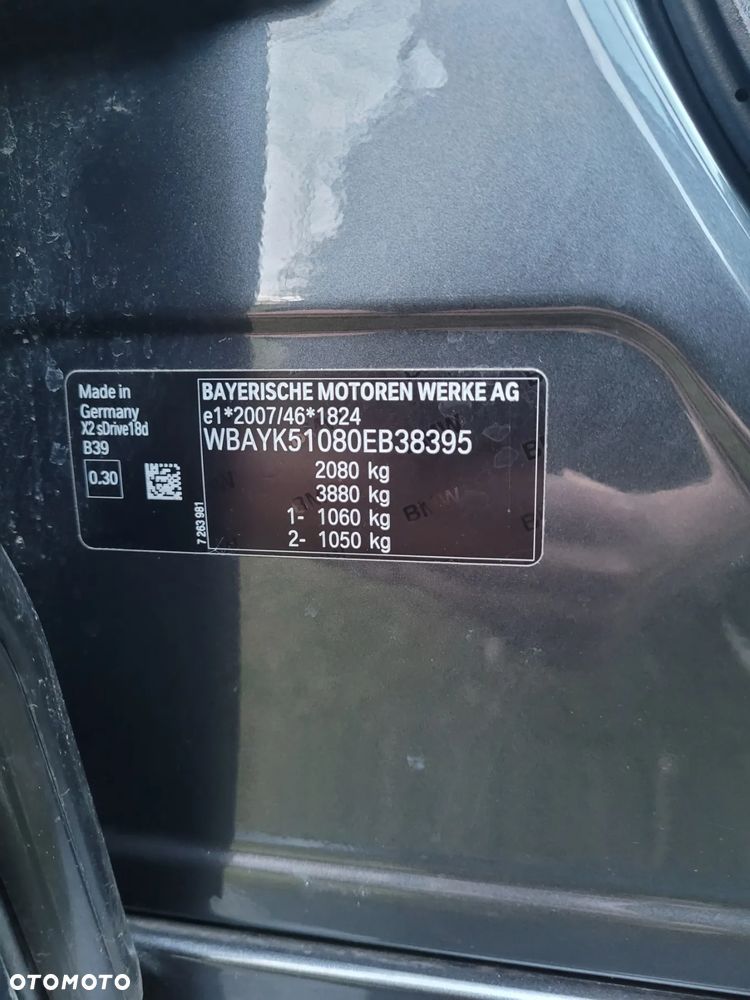 Made in
Germany
X2 sDrive18d
B39
0.30
7 263 981
BAYERISCHE MOTOREN WERKE AG
e1*2007/46*1824
WBAYK51080EB38395
2080 kg
3880 kg
1- 1060 kg
2- 1050 kg
BMW
OTOMOTO